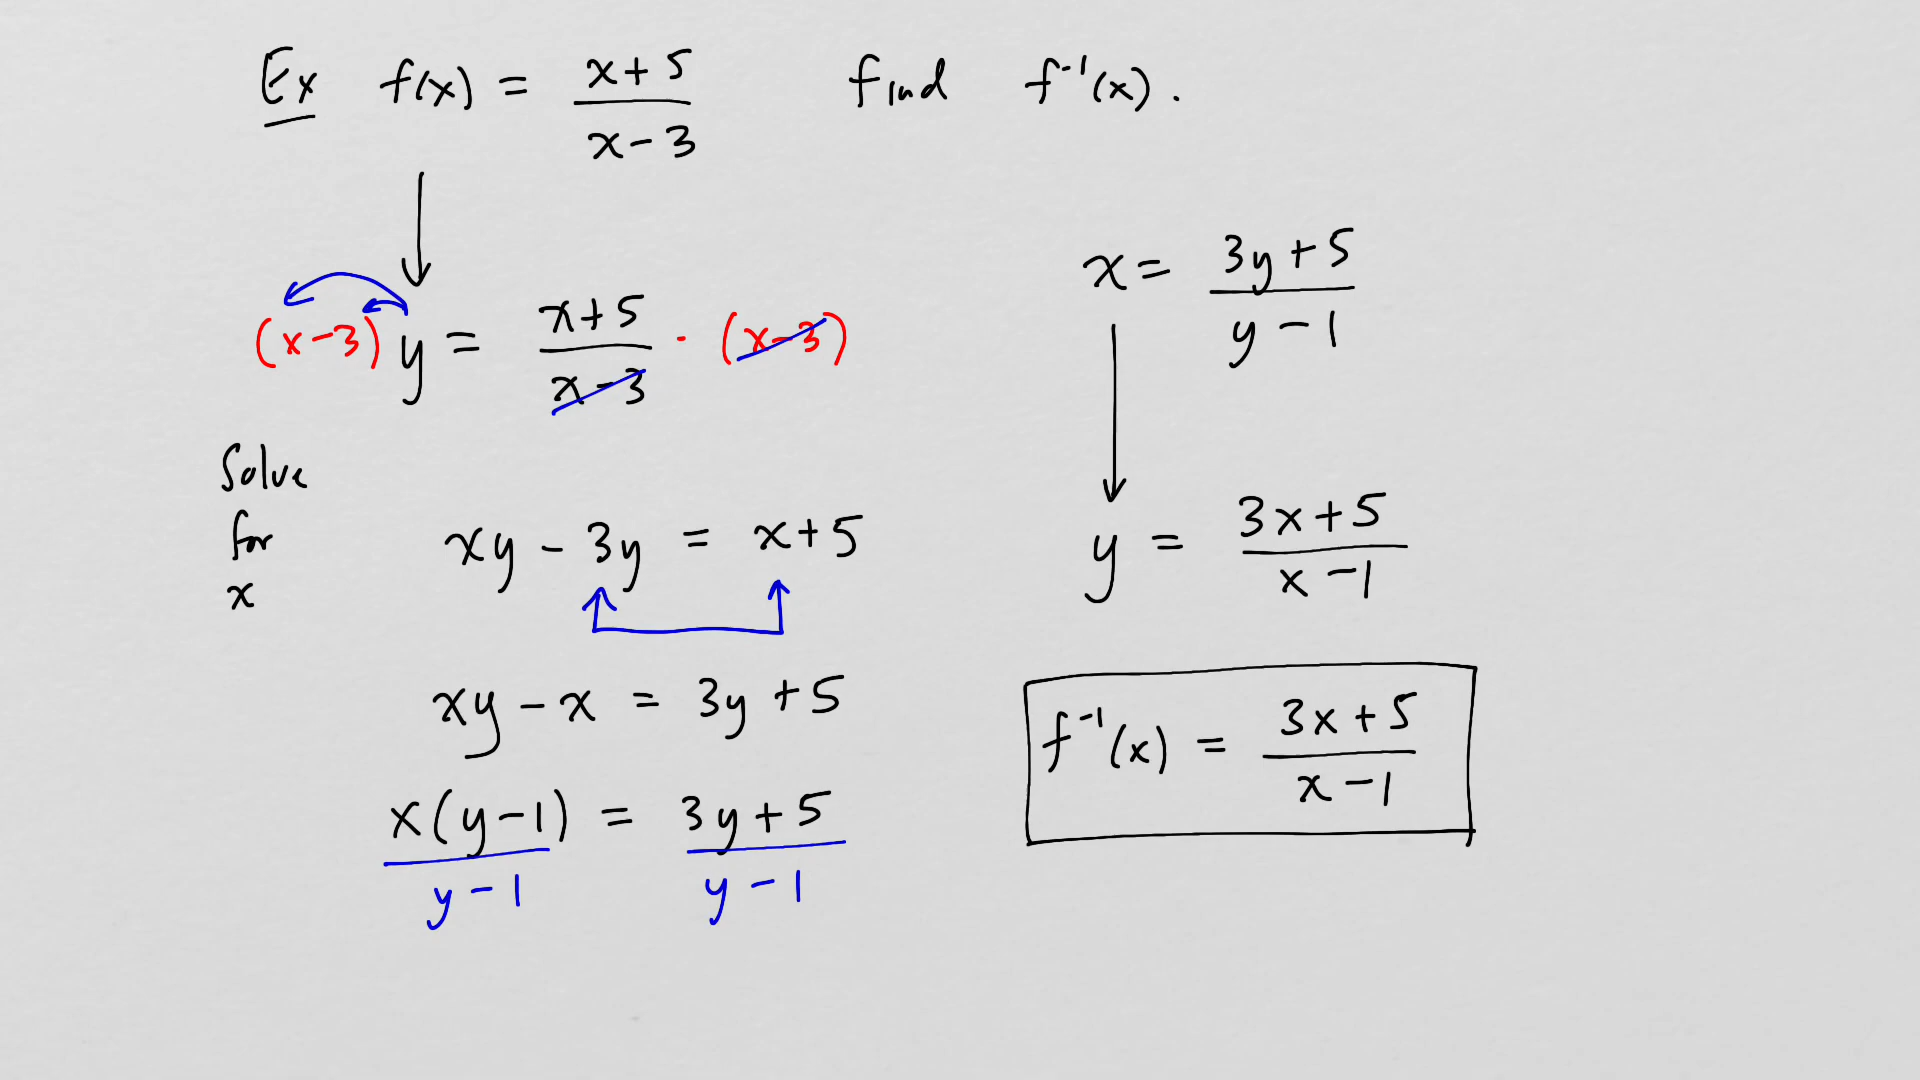 Ex f(x) = (x+5)/(x-3) find f⁻¹(x).
(x-3) y = (x+5)/(x-3) · (x-3)
Solve
for
x
xy - 3y = x+5
xy - x = 3y + 5
x(y-1)/(y-1) = (3y+5)/(y-1)
x = (3y+5)/(y-1)
y = (3x+5)/(x-1)
f⁻¹(x) = (3x+5)/(x-1)